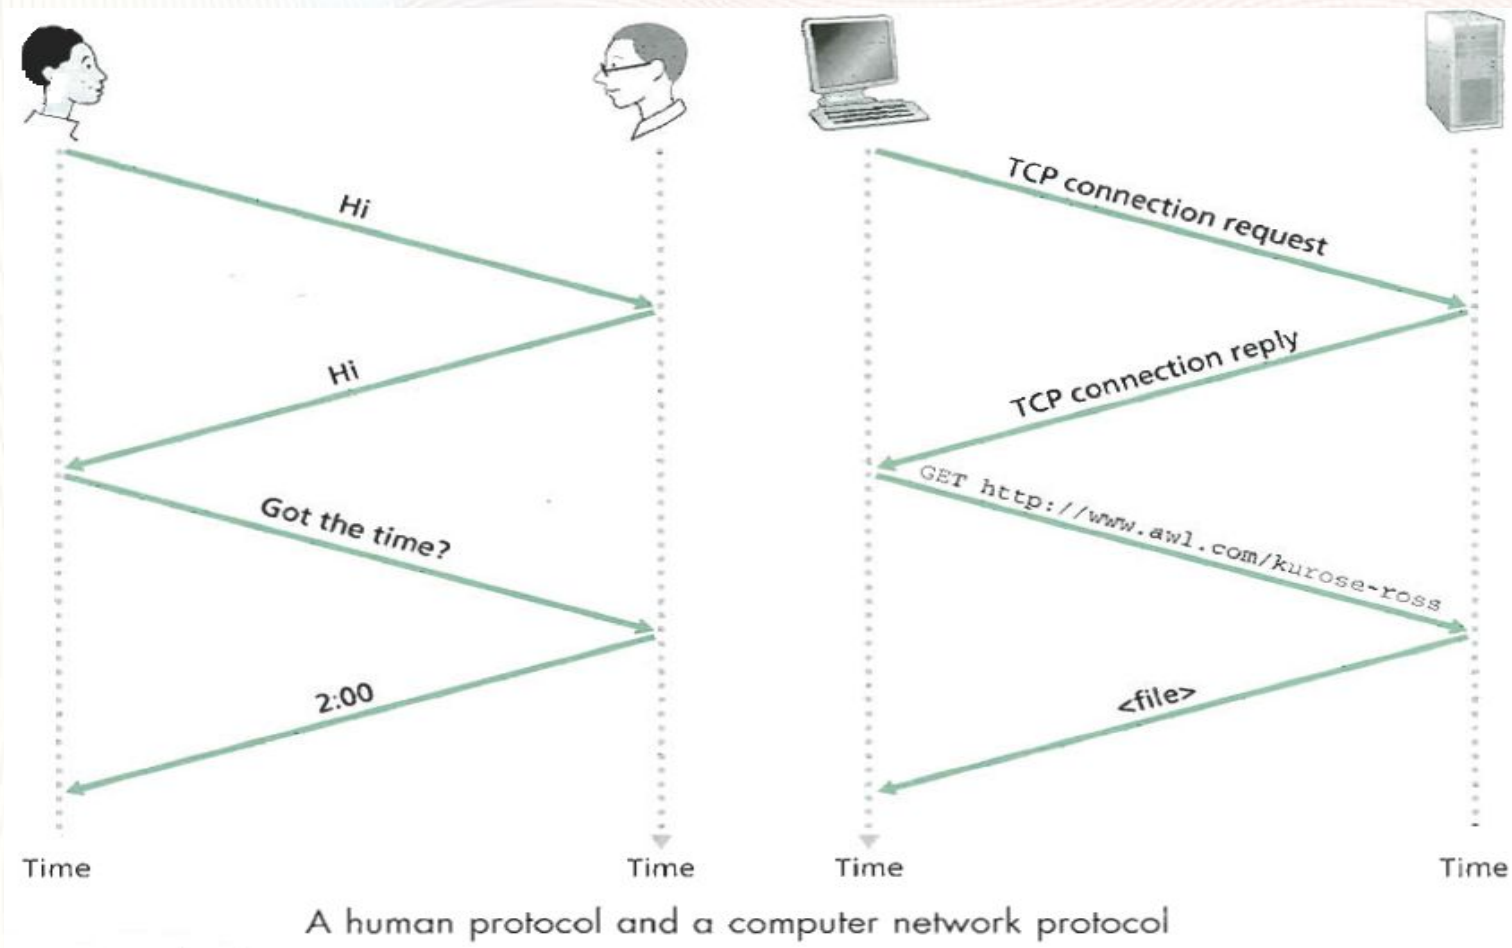 Hi
Hi
Got the time?
2:00
TCP connection request
TCP connection reply
GET http://www.awl.com/kurose-ross
<file>
Time
Time
Time
Time
A human protocol and a computer network protocol